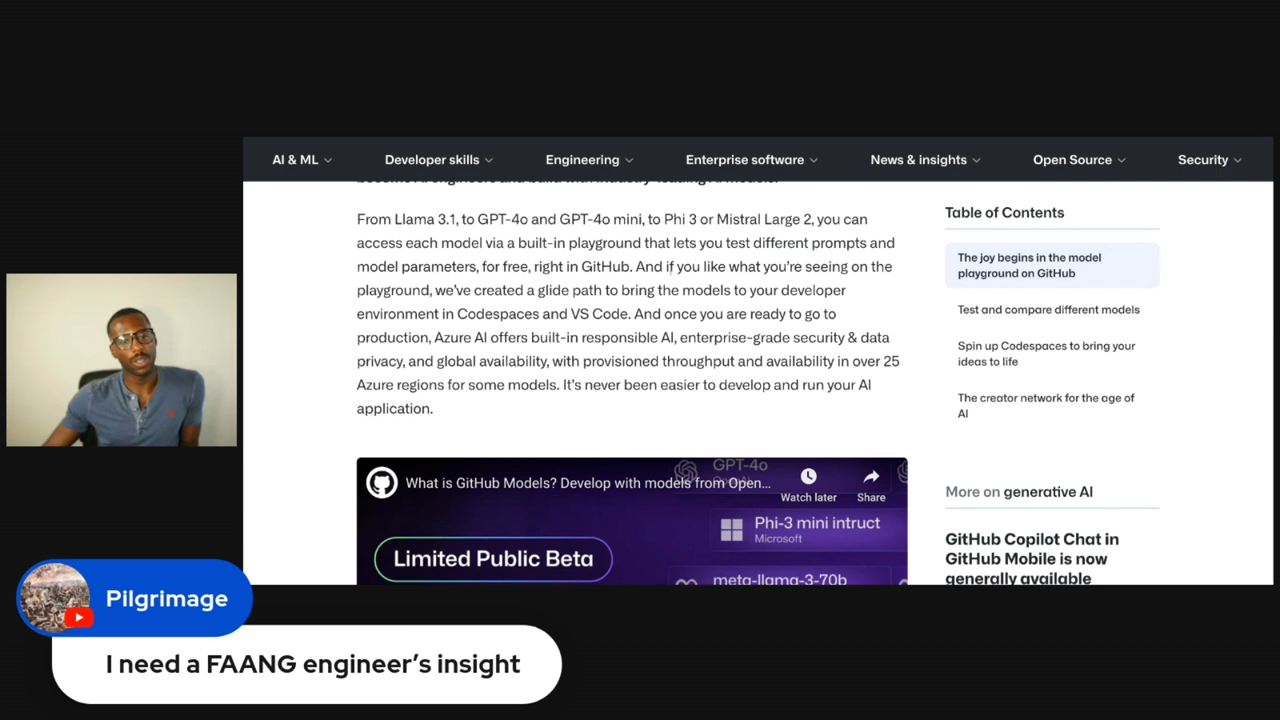 AI & ML
Developer skills
Engineering
Enterprise software
News & insights
Open Source
Security
become AI engineers and build with industry-leading AI models.
From Llama 3.1, to GPT-4o and GPT-4o mini, to Phi 3 or Mistral Large 2, you can
access each model via a built-in playground that lets you test different prompts and
model parameters, for free, right in GitHub. And if you like what you’re seeing on the
playground, we’ve created a glide path to bring the models to your developer
environment in Codespaces and VS Code. And once you are ready to go to
production, Azure AI offers built-in responsible AI, enterprise-grade security & data
privacy, and global availability, with provisioned throughput and availability in over 25
Azure regions for some models. It’s never been easier to develop and run your AI
application.
Table of Contents
The joy begins in the model
playground on GitHub
Test and compare different models
Spin up Codespaces to bring your
ideas to life
The creator network for the age of
AI
More on generative AI
GitHub Copilot Chat in
GitHub Mobile is now
generally available
What is GitHub Models? Develop with models from Open...
GPT-4o
Watch later
Share
Phi-3 mini intruct
Microsoft
Limited Public Beta
meta-llama-3-70b
Pilgrimage
I need a FAANG engineer’s insight